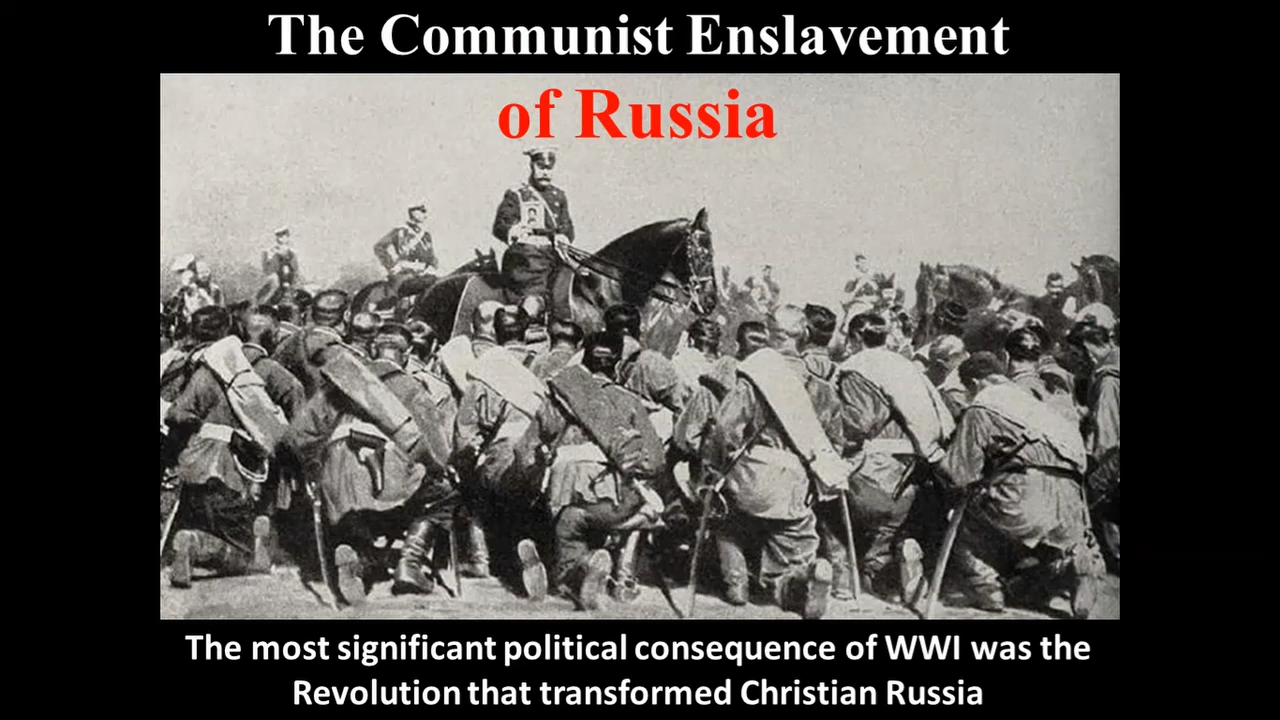 The Communist Enslavement
of Russia
The most significant political consequence of WWI was the
Revolution that transformed Christian Russia